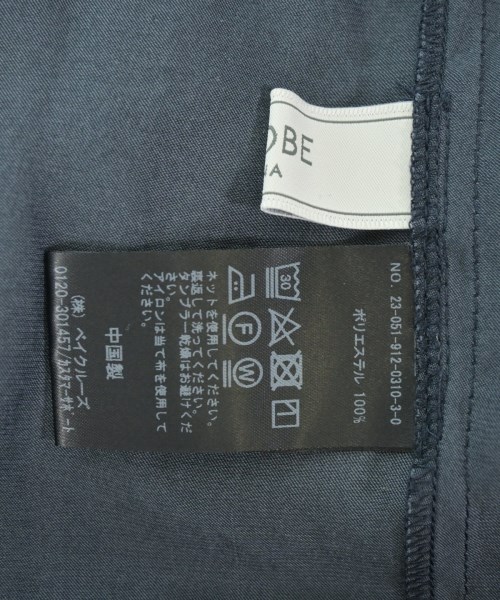 OBE
NA
NO. 23-051-912-0310-3-0
ポリエステル 100%
30
F
W
ネットを使用してください。
裏返して洗ってください。
タンブラー乾燥はお避けくだ
さい。
アイロンは当て布を使用して
ください。
中国製
(株) ベイクルーズ
0120-301457/カスタマーサポート